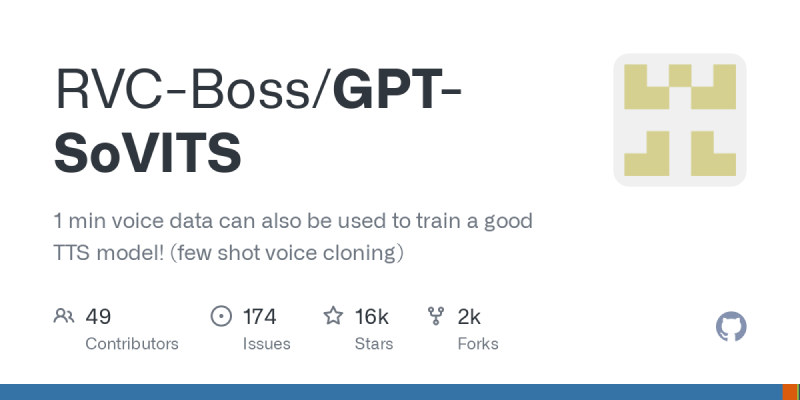 RVC-Boss/GPT-
SoVITS
1 min voice data can also be used to train a good
TTS model! (few shot voice cloning)
49 174 16k 2k
Contributors Issues Stars Forks